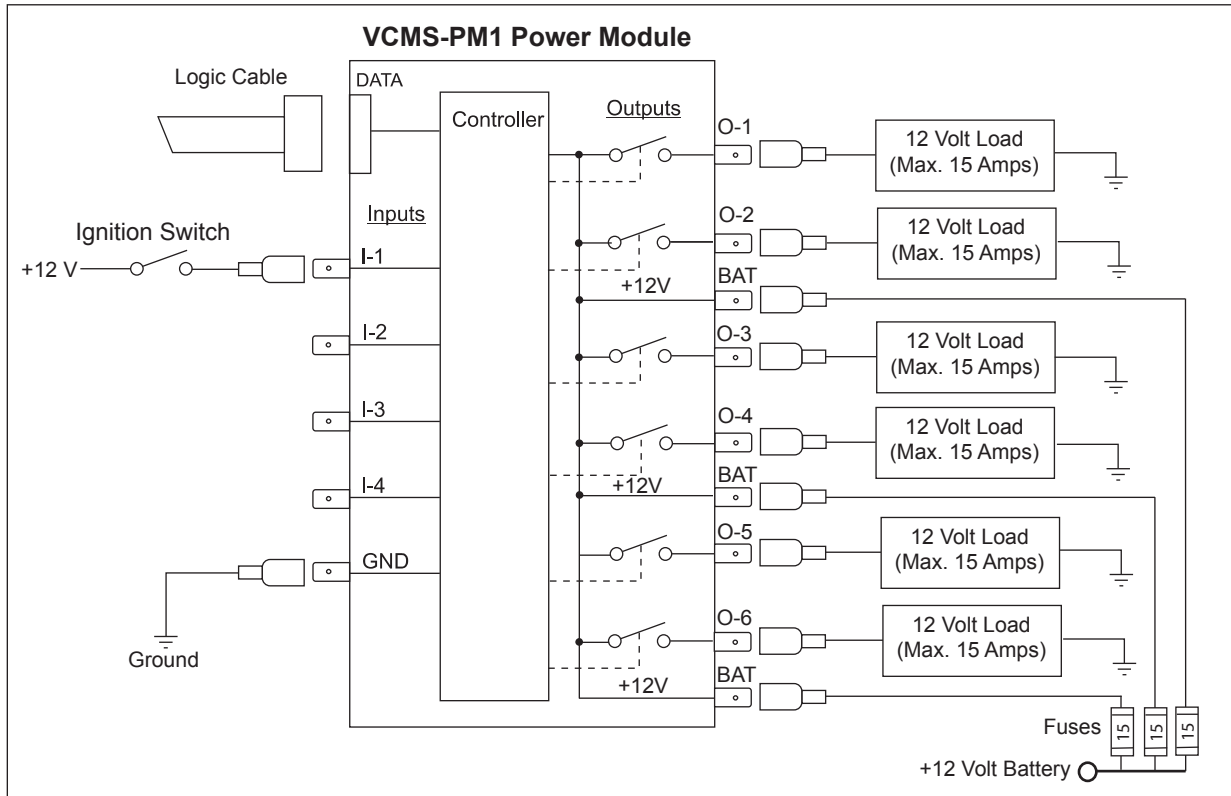 VCMS-PM1 Power Module
Logic Cable
DATA
Controller
Outputs
Inputs
Ignition Switch
+12 V
I-1
I-2
I-3
I-4
GND
Ground
O-1
12 Volt Load
(Max. 15 Amps)
O-2
12 Volt Load
(Max. 15 Amps)
BAT
+12V
O-3
12 Volt Load
(Max. 15 Amps)
O-4
12 Volt Load
(Max. 15 Amps)
BAT
+12V
O-5
12 Volt Load
(Max. 15 Amps)
O-6
12 Volt Load
(Max. 15 Amps)
BAT
+12V
Fuses
15
15
15
+12 Volt Battery